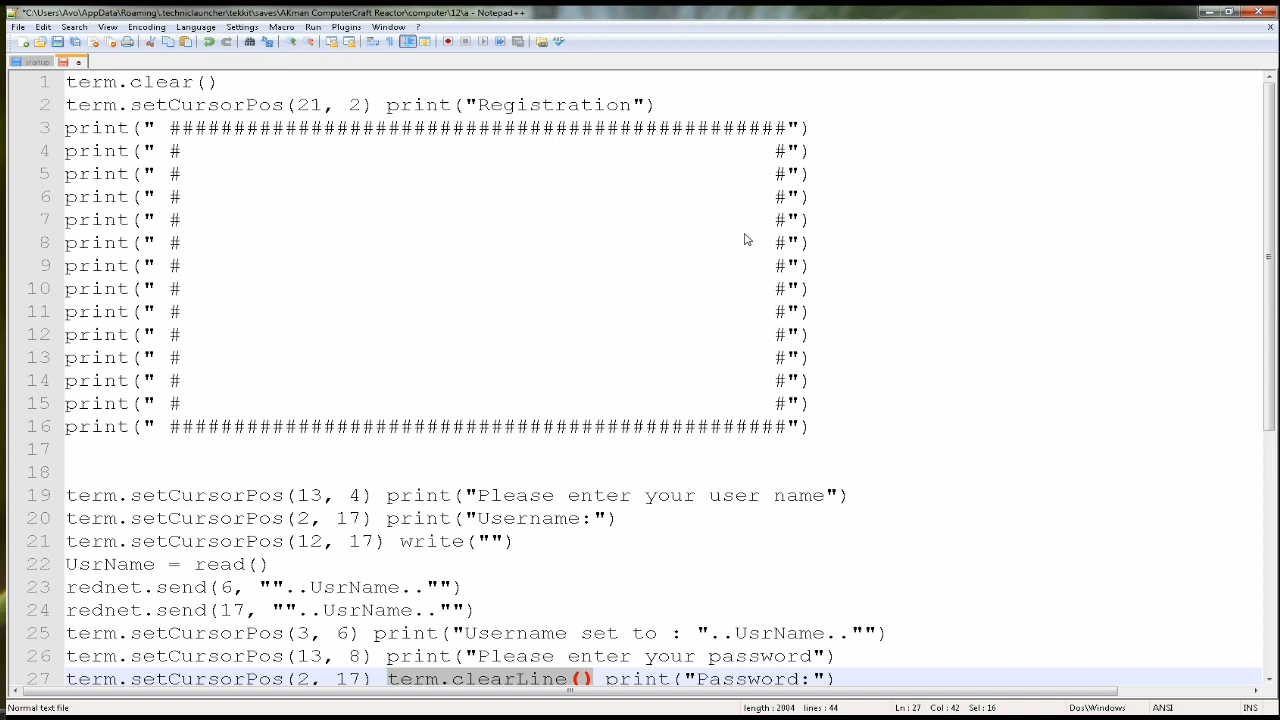 *C:\Users\Avo\AppData\Roaming\.techniclauncher\tekkit\saves\AKman ComputerCraft Reactor\computer\12\a - Notepad++
File Edit Search View Encoding Language Settings Macro Run Plugins Window ? X
startup a
1 term.clear()
2 term.setCursorPos(21, 2) print("Registration")
3 print(" ################################################")
4 print(" #                                              #")
5 print(" #                                              #")
6 print(" #                                              #")
7 print(" #                                              #")
8 print(" #                                              #")
9 print(" #                                              #")
10 print(" #                                              #")
11 print(" #                                              #")
12 print(" #                                              #")
13 print(" #                                              #")
14 print(" #                                              #")
15 print(" #                                              #")
16 print(" ################################################")
17
18
19 term.setCursorPos(13, 4) print("Please enter your user name")
20 term.setCursorPos(2, 17) print("Username:")
21 term.setCursorPos(12, 17) write("")
22 UsrName = read()
23 rednet.send(6, ""..UsrName.."")
24 rednet.send(17, ""..UsrName.."")
25 term.setCursorPos(3, 6) print("Username set to : "..UsrName.."")
26 term.setCursorPos(13, 8) print("Please enter your password")
27 term.setCursorPos(2, 17) term.clearLine() print("Password:")
Normal text file length : 2004 lines : 44 Ln : 27 Col : 42 Sel : 16 Dos\Windows ANSI INS